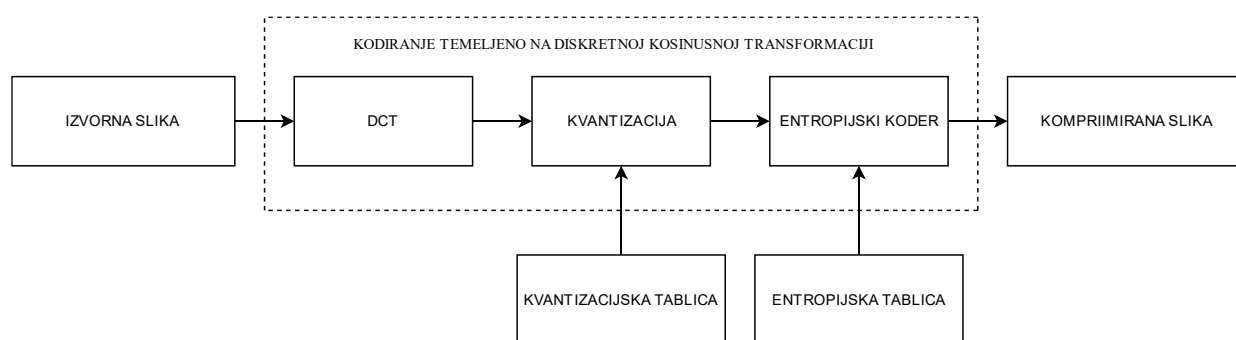 KODIRANJE TEMELJENO NA DISKRETNOJ KOSINUSNOJ TRANSFORMACIJI
IZVORNA SLIKA
DCT
KVANTIZACIJA
ENTROPIJSKI KODER
KOMPRIIMIRANA SLIKA
KVANTIZACIJSKA TABLICA
ENTROPIJSKA TABLICA